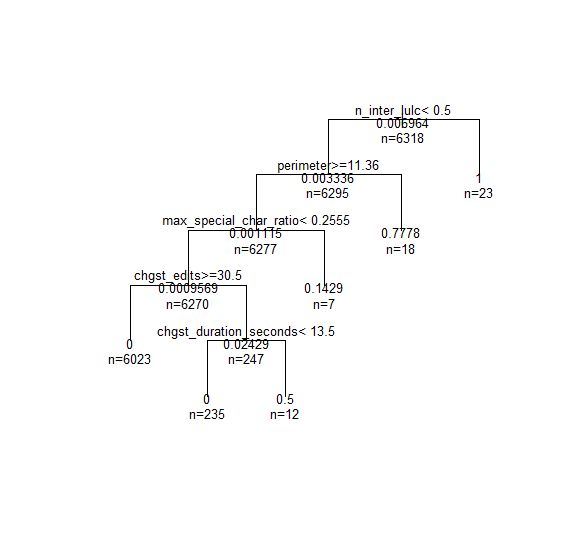 n_inter_lulc< 0.5
0.006964
n=6318
perimeter>=11.36
0.003336
n=6295
1
n=23
max_special_char_ratio< 0.2555
0.001115
n=6277
0.7778
n=18
chgst_edits>=30.5
0.0009569
n=6270
0.1429
n=7
chgst_duration_seconds< 13.5
0
n=6023
0.02429
n=247
0
n=235
0.5
n=12